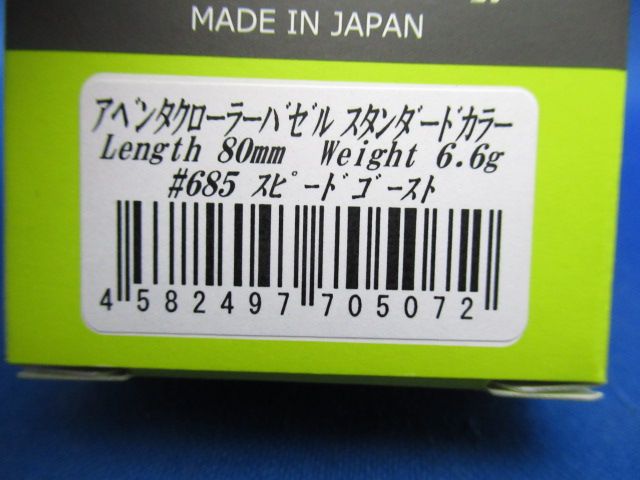 MADE IN JAPAN
アベンタクローラーバゼル スタンダードカラー
Length 80mm Weight 6.6g
#685 スピードゴースト
4 582497 705072